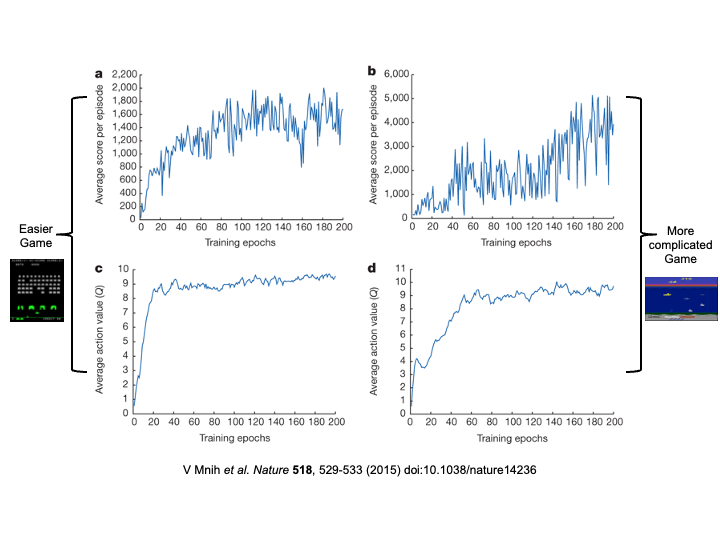 a
2,200
2,000
1,800
1,600
1,400
1,200
1,000
800
600
400
200
0
Average score per episode
0 20 40 60 80 100 120 140 160 180 200
Training epochs
b
6,000
5,000
4,000
3,000
2,000
1,000
0
Average score per episode
0 20 40 60 80 100 120 140 160 180 200
Training epochs
Easier
Game
More
complicated
Game
c
10
9
8
7
6
5
4
3
2
1
0
Average action value (Q)
0 20 40 60 80 100 120 140 160 180 200
Training epochs
d
11
10
9
8
7
6
5
4
3
2
1
0
Average action value (Q)
0 20 40 60 80 100 120 140 160 180 200
Training epochs
V Mnih et al. Nature 518, 529-533 (2015) doi:10.1038/nature14236